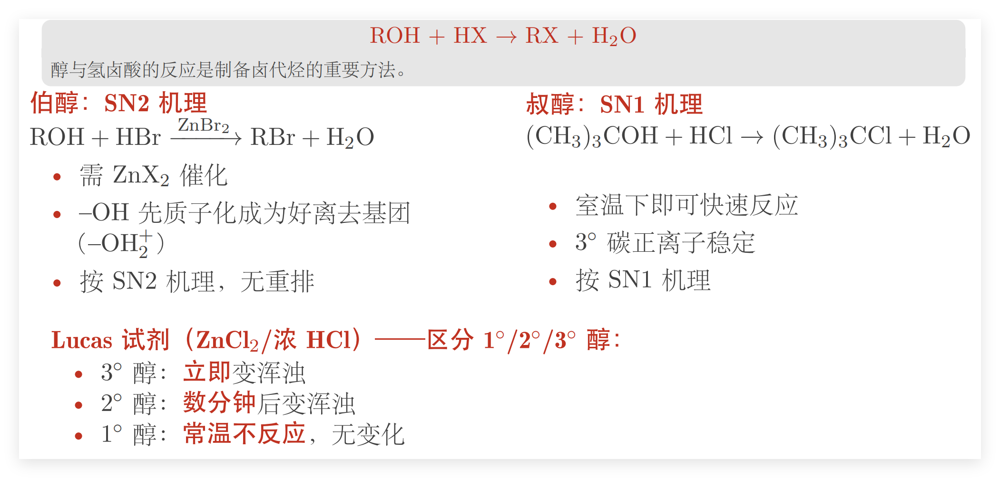 ROH + HX → RX + H₂O
醇与氢卤酸的反应是制备卤代烃的重要方法。
伯醇：SN2 机理
ROH + HBr —ZnBr₂→ RBr + H₂O
• 需 ZnX₂ 催化
• –OH 先质子化成为好离去基团
（–OH₂⁺）
• 按 SN2 机理，无重排
叔醇：SN1 机理
(CH₃)₃COH + HCl → (CH₃)₃CCl + H₂O
• 室温下即可快速反应
• 3° 碳正离子稳定
• 按 SN1 机理
Lucas 试剂（ZnCl₂/浓 HCl）——区分 1°/2°/3° 醇：
• 3° 醇：立即变浑浊
• 2° 醇：数分钟后变浑浊
• 1° 醇：常温不反应，无变化